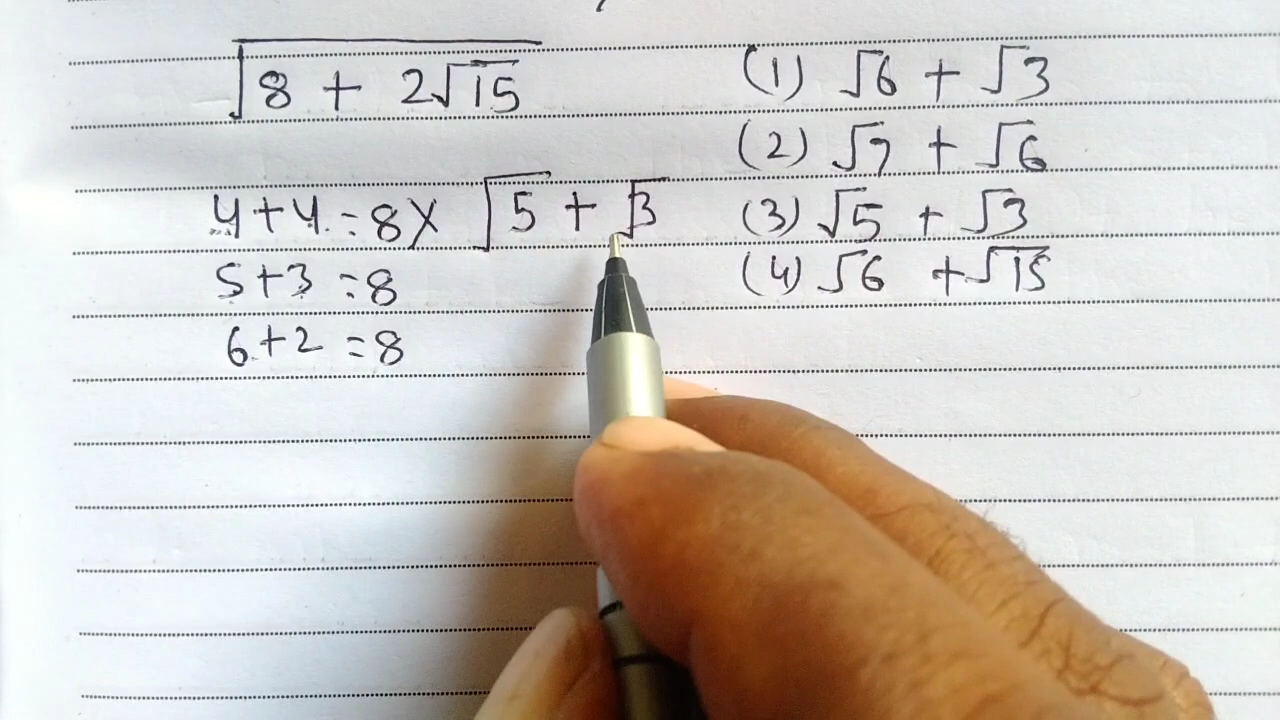 √(8 + 2√15)
4+4=8X √5 + √3
5+3=8
6+2=8
(1) √6 + √3
(2) √7 + √6
(3) √5 + √3
(4) √6 + √15